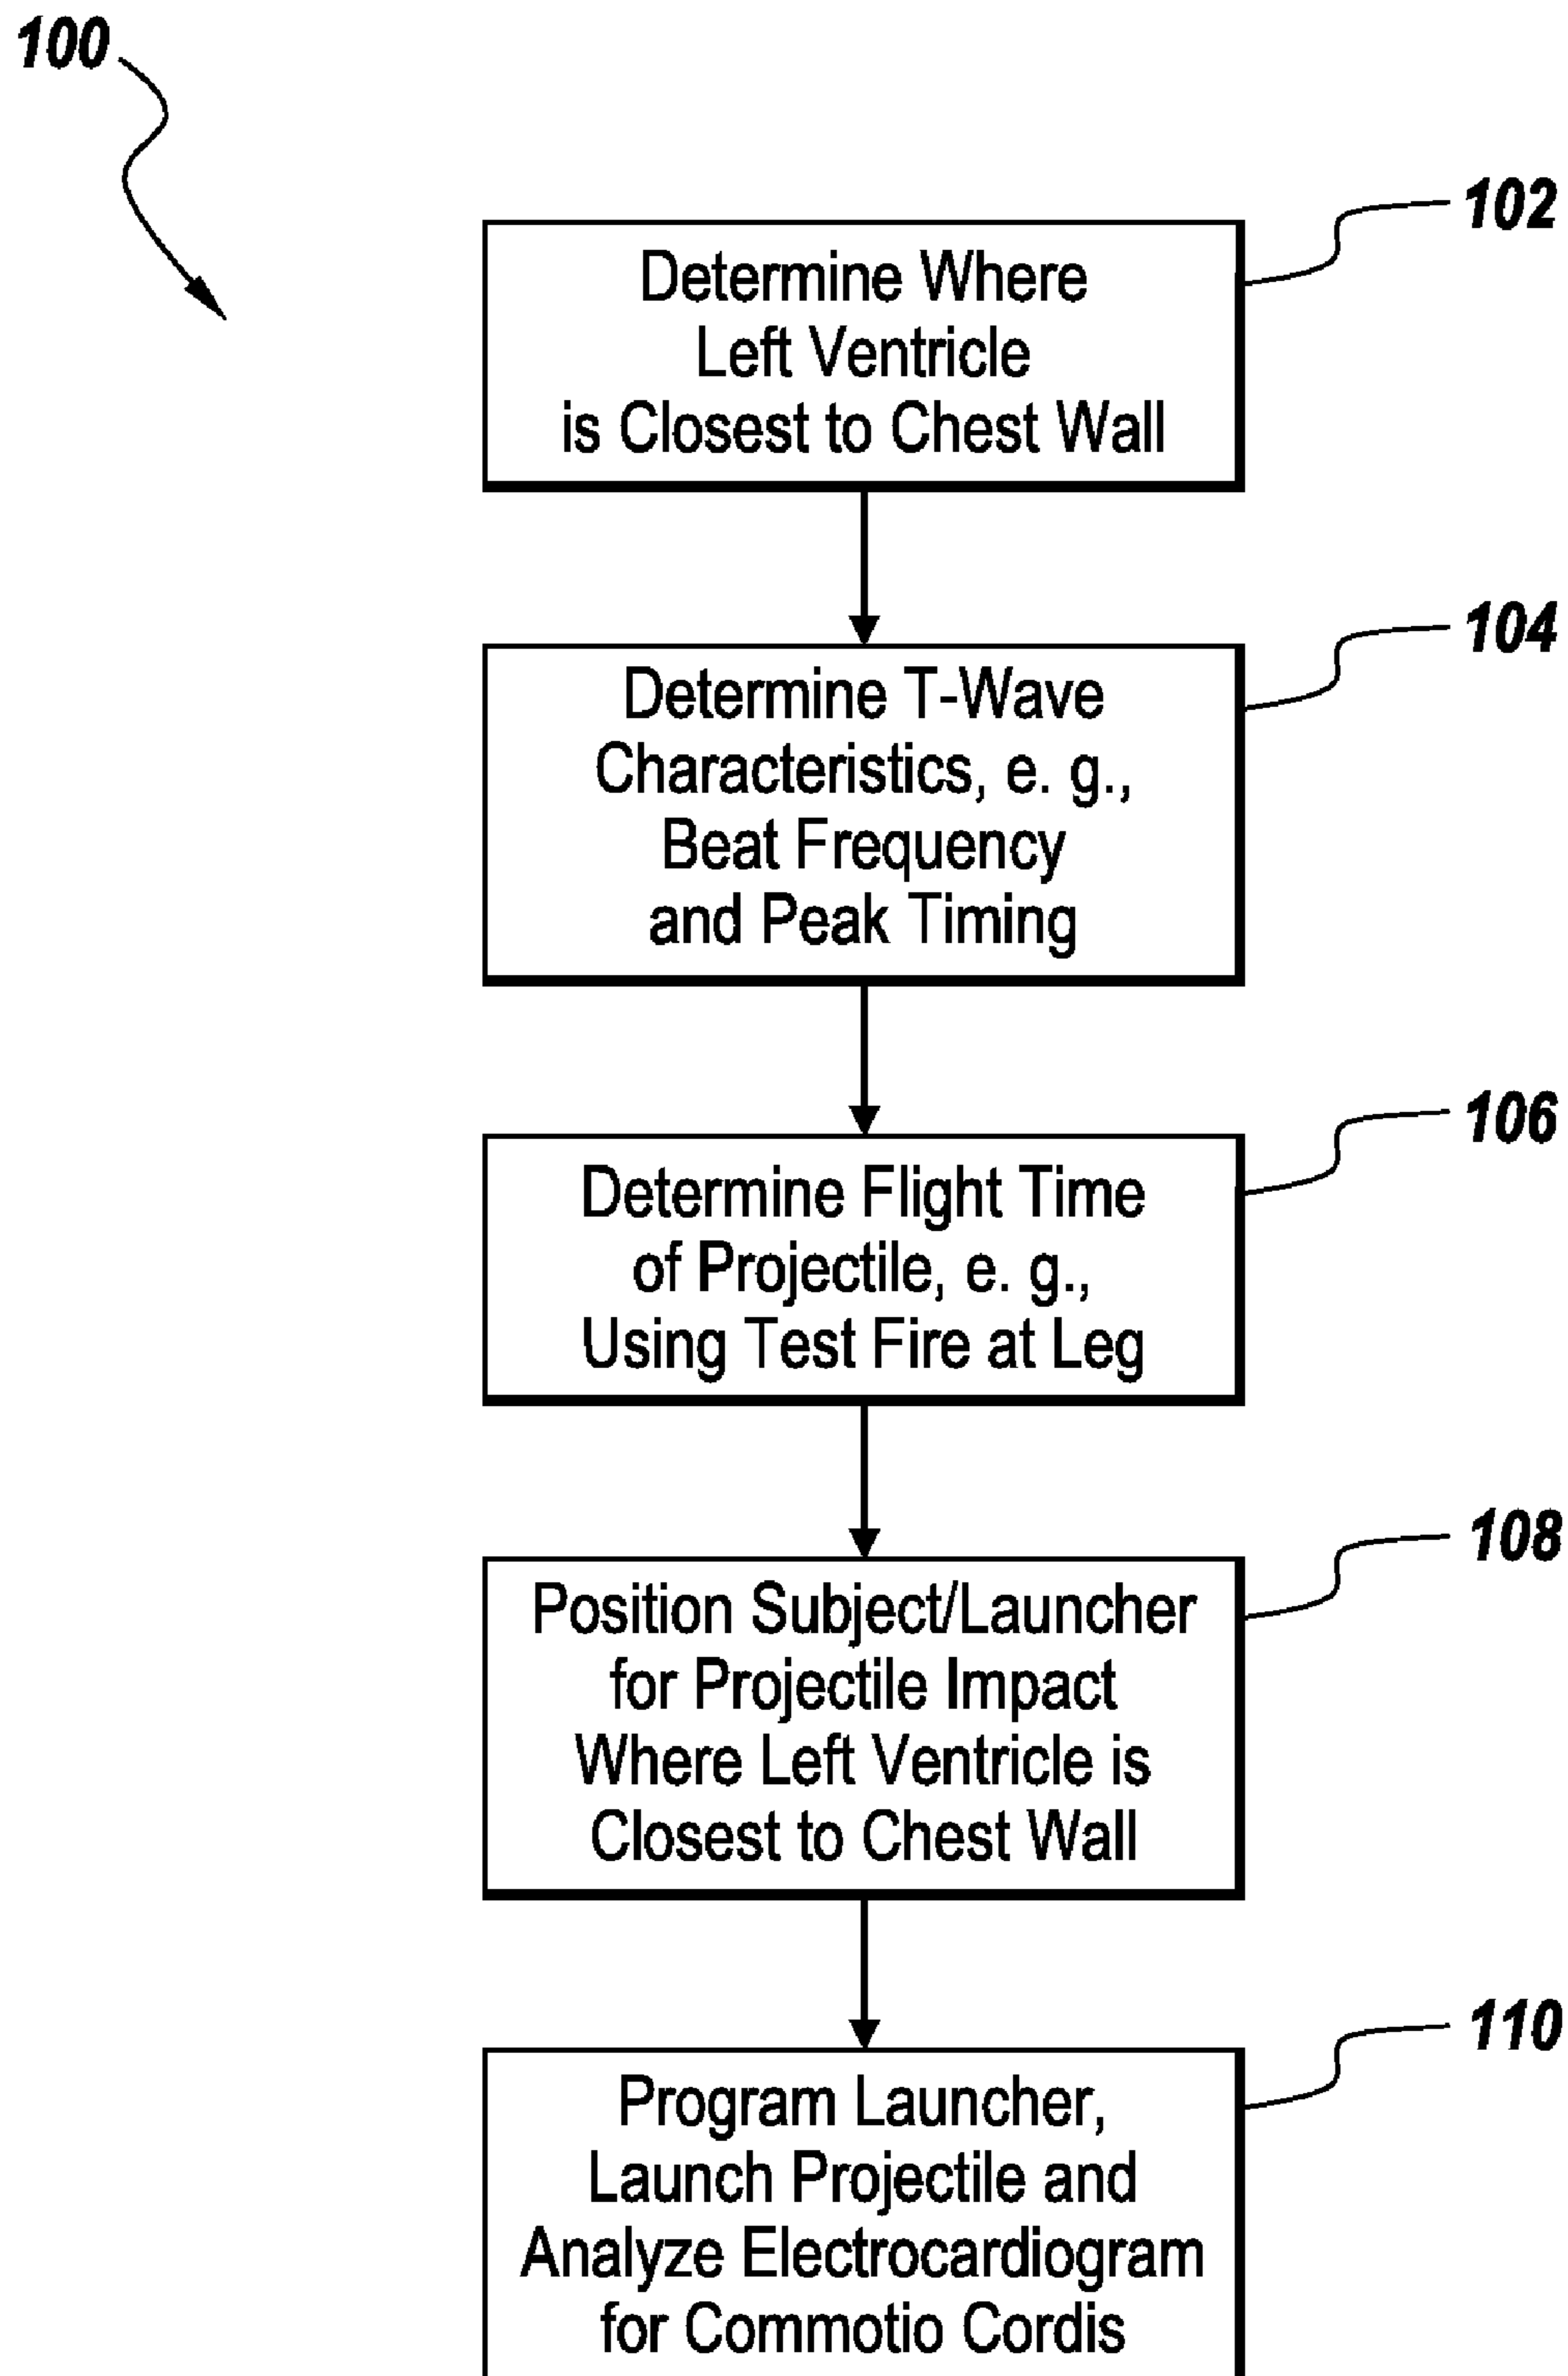 100
102
Determine Where
Left Ventricle
is Closest to Chest Wall
104
Determine T-Wave
Characteristics, e. g.,
Beat Frequency
and Peak Timing
106
Determine Flight Time
of Projectile, e. g.,
Using Test Fire at Leg
108
Position Subject/Launcher
for Projectile Impact
Where Left Ventricle is
Closest to Chest Wall
110
Program Launcher,
Launch Projectile and
Analyze Electrocardiogram
for Commotio Cordis